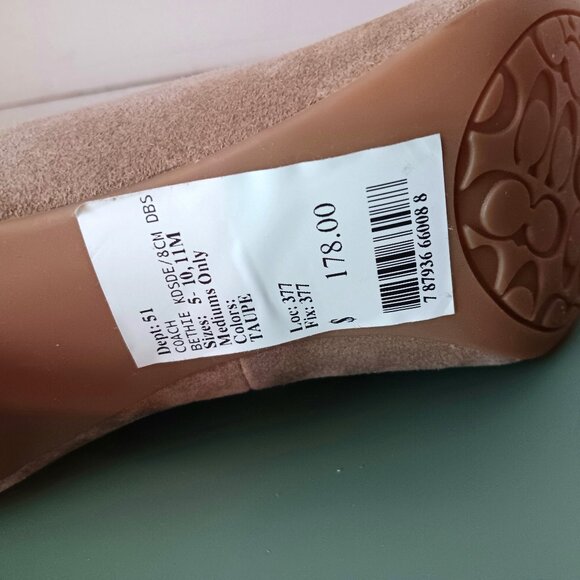 Dept: 51
COACH
BETHIE KDSDE/8CM DBS
Sizes: 5- 10, 11M
Mediums Only
Colors:
TAUPE
Loc: 377
Fix: 377
$ 178.00
7 87936 66008 8